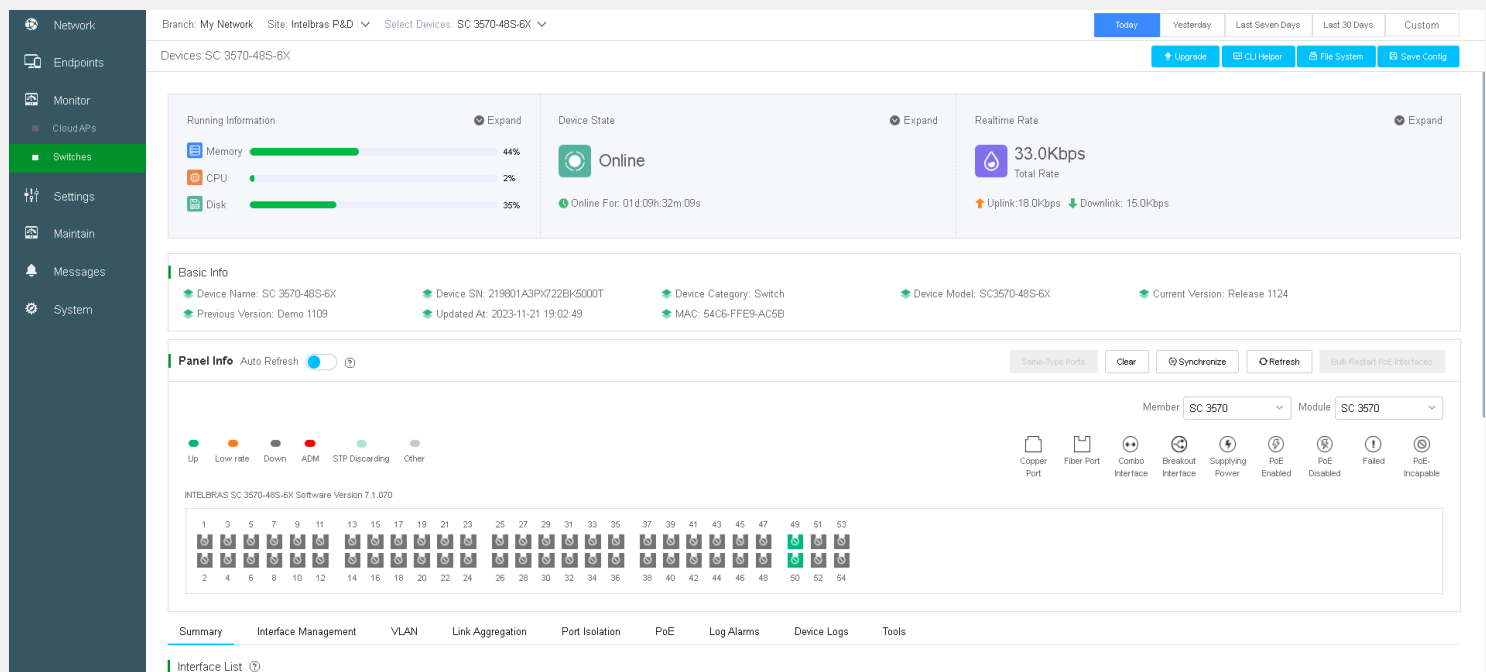 Network
Branch: My Network Site: Intelbras P&D Select Devices: SC 3570-48S-6X
Today Yesterday Last Seven Days Last 30 Days Custom
Endpoints
Devices:SC 3570-48S-6X
Upgrade CLI Helper File System Save Config
Monitor
Cloud APs
Switches
Settings
Maintain
Messages
System
Running Information Expand
Memory 44%
CPU 2%
Disk 35%
Device State Expand
Online
Online For: 01d:09h:32m:09s
Realtime Rate Expand
33.0Kbps
Total Rate
Uplink:18.0Kbps Downlink: 15.0Kbps
Basic Info
Device Name: SC 3570-48S-6X Device SN: 219801A3PX722BK5000T Device Category: Switch Device Model: SC3570-48S-6X Current Version: Release 1124
Previous Version: Demo 1109 Updated At: 2023-11-21 19:02:49 MAC: 54C6-FFE9-AC5B
Panel Info Auto Refresh ? Same-Type Ports Clear Synchronize Refresh Bulk Restart PoE Interfaces
Member SC 3570 Module SC 3570
Up Low rate Down ADM STP Discarding Other
Copper Port Fiber Port Combo Interface Breakout Interface Supplying Power PoE Enabled PoE Disabled Failed PoE-Incapable
INTELBRAS SC 3570-48S-6X Software Version 7.1.070
1 3 5 7 9 11 13 15 17 19 21 23 25 27 29 31 33 35 37 39 41 43 45 47 49 51 53
2 4 6 8 10 12 14 16 18 20 22 24 26 28 30 32 34 36 38 40 42 44 46 48 50 52 54
Summary Interface Management VLAN Link Aggregation Port Isolation PoE Log Alarms Device Logs Tools
Interface List ?